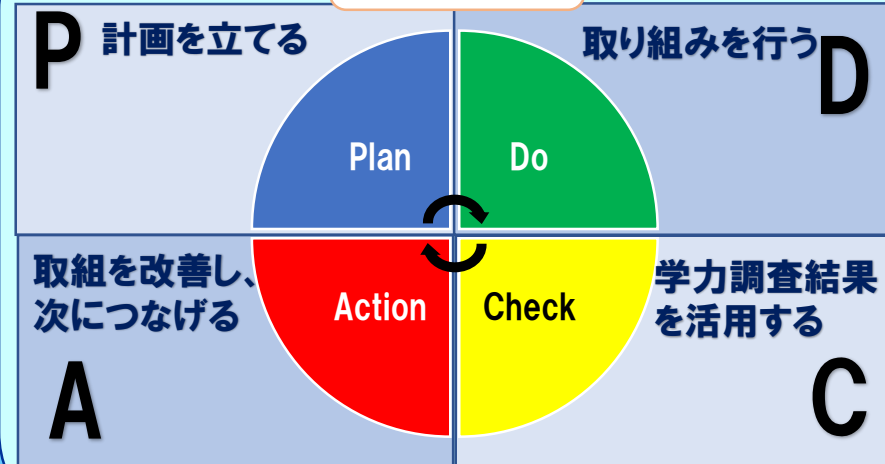 P
計画を立てる
Plan
取り組みを行う
D
Do
取組を改善し、
次につなげる
A
Action
学力調査結果
を活用する
C
Check